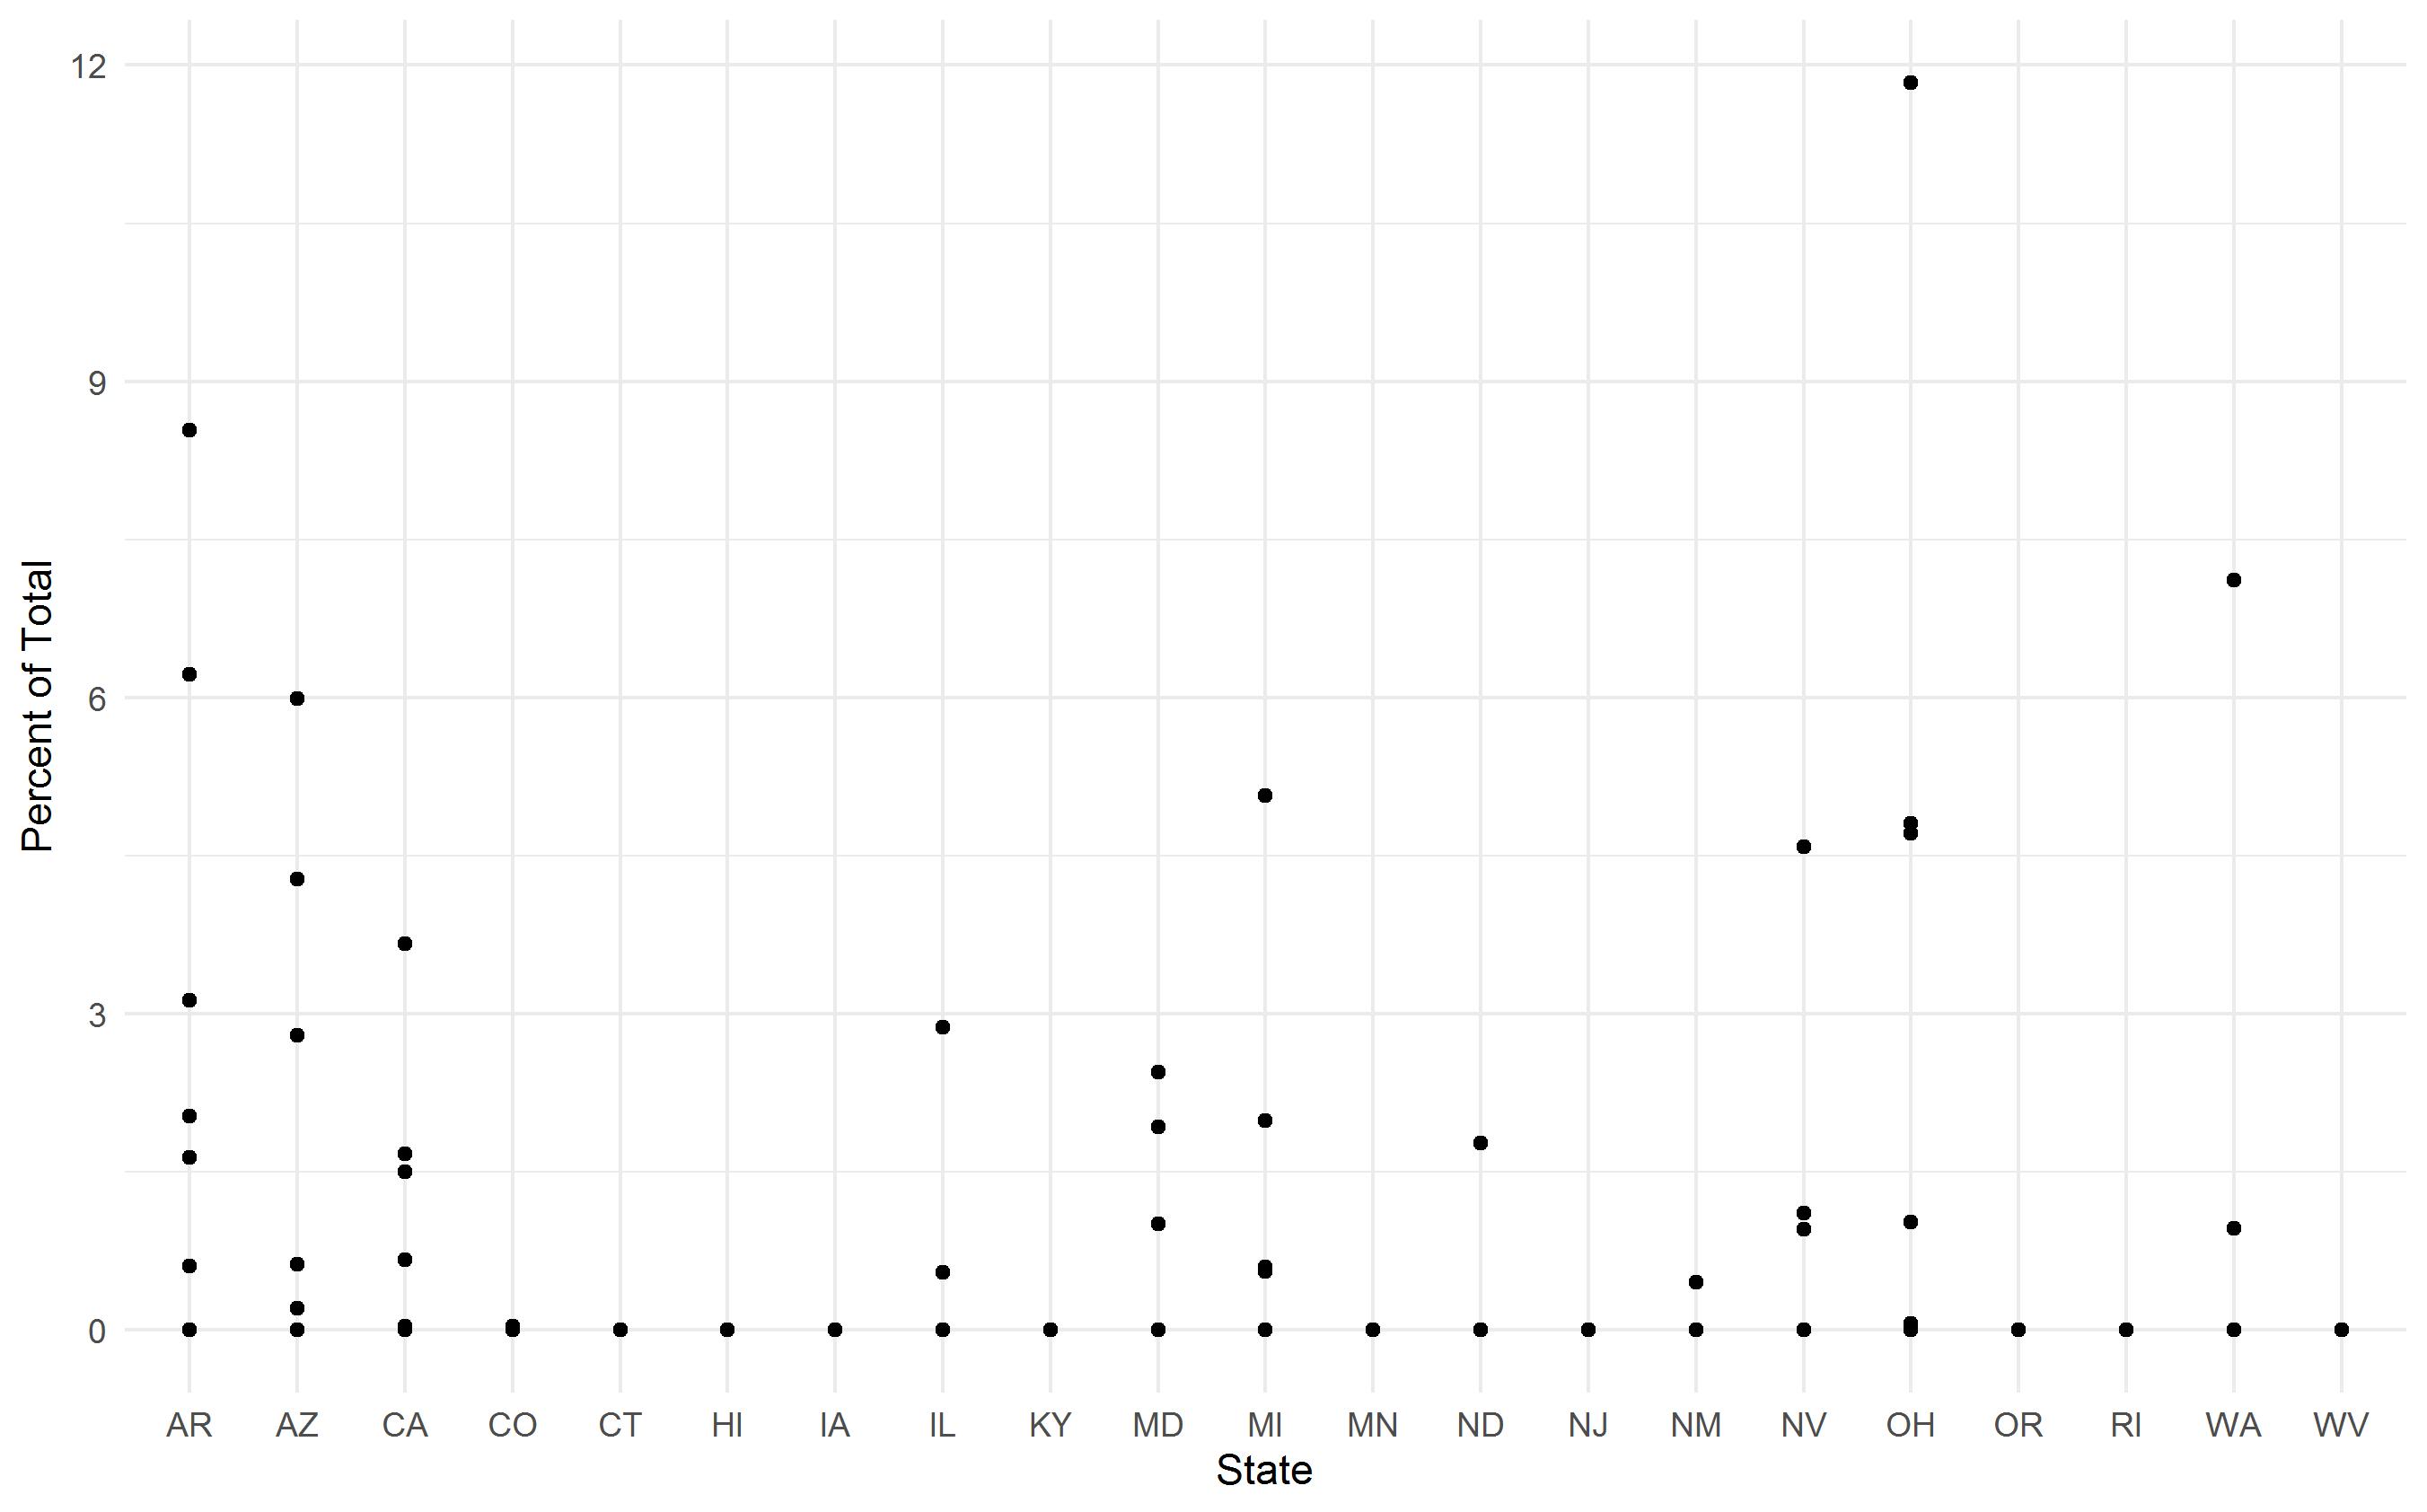 12
9
6
3
0
Percent of Total
AR AZ CA CO CT HI IA IL KY MD MI MN ND NJ NM NV OH OR RI WA WV
State